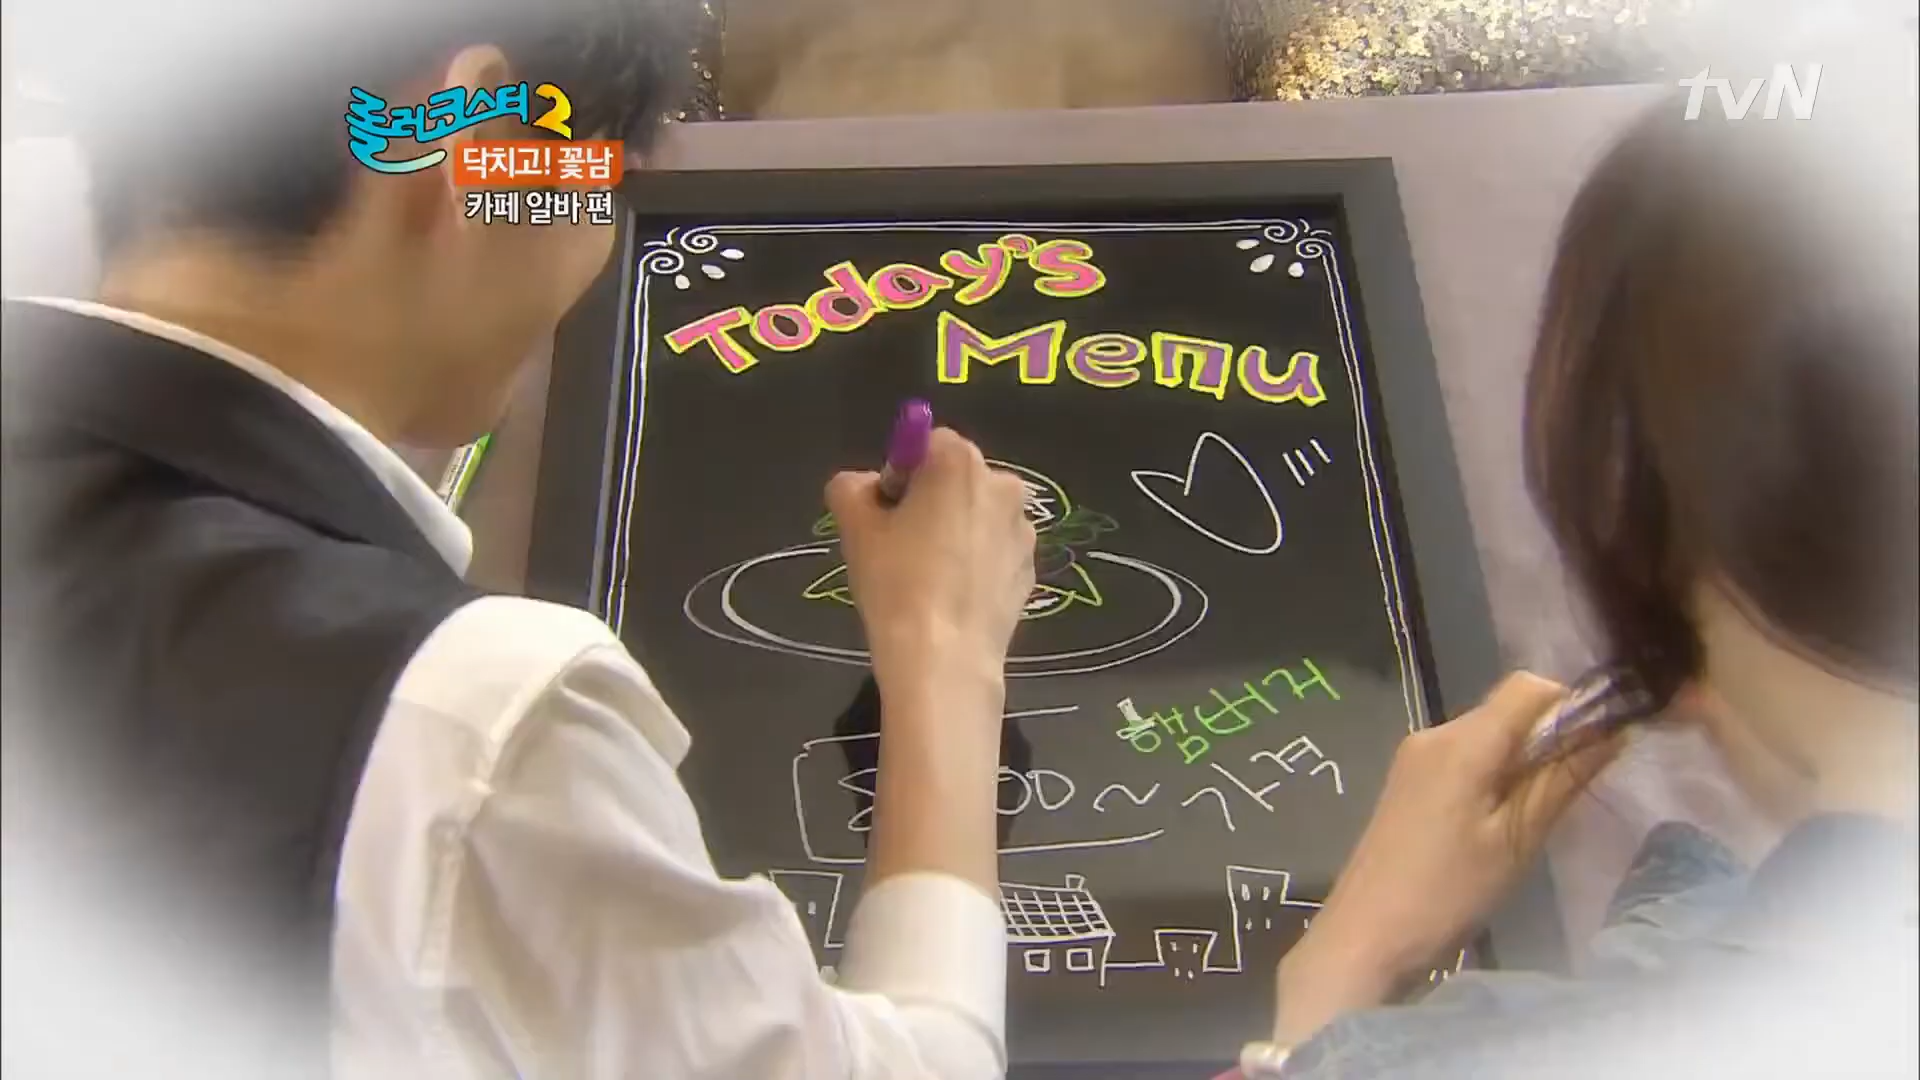 롤러코스터2
tvN
닥치고! 꽃남
카페 알바 편
Today's
Menu
햄버거
00~ 가격